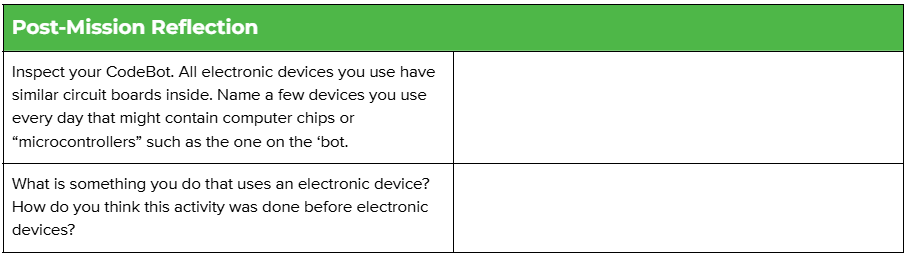 Post-Mission Reflection
Inspect your CodeBot. All electronic devices you use have
similar circuit boards inside. Name a few devices you use
every day that might contain computer chips or
“microcontrollers” such as the one on the ‘bot.
What is something you do that uses an electronic device?
How do you think this activity was done before electronic
devices?